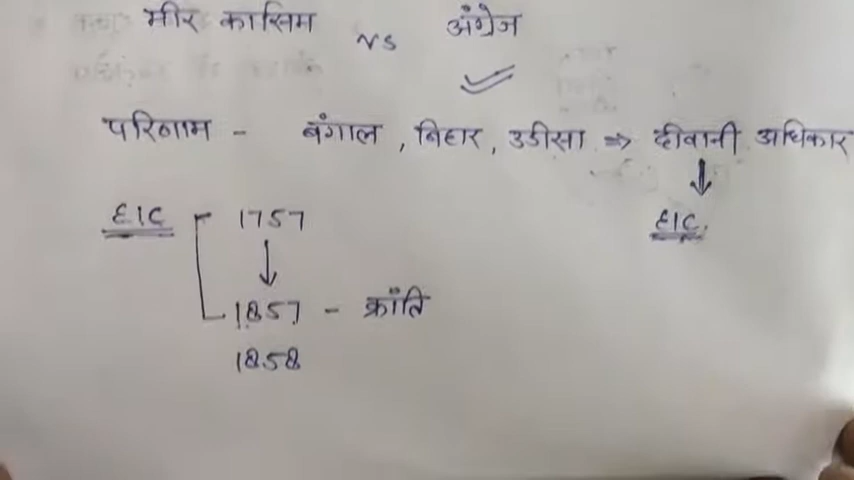 मीर कासिम vs अंग्रेज
परिणाम - बंगाल, बिहार, उडीसा ⇒ दीवानी अधिकार
EIC 1757 EIC.
1857 - क्रांति
1858